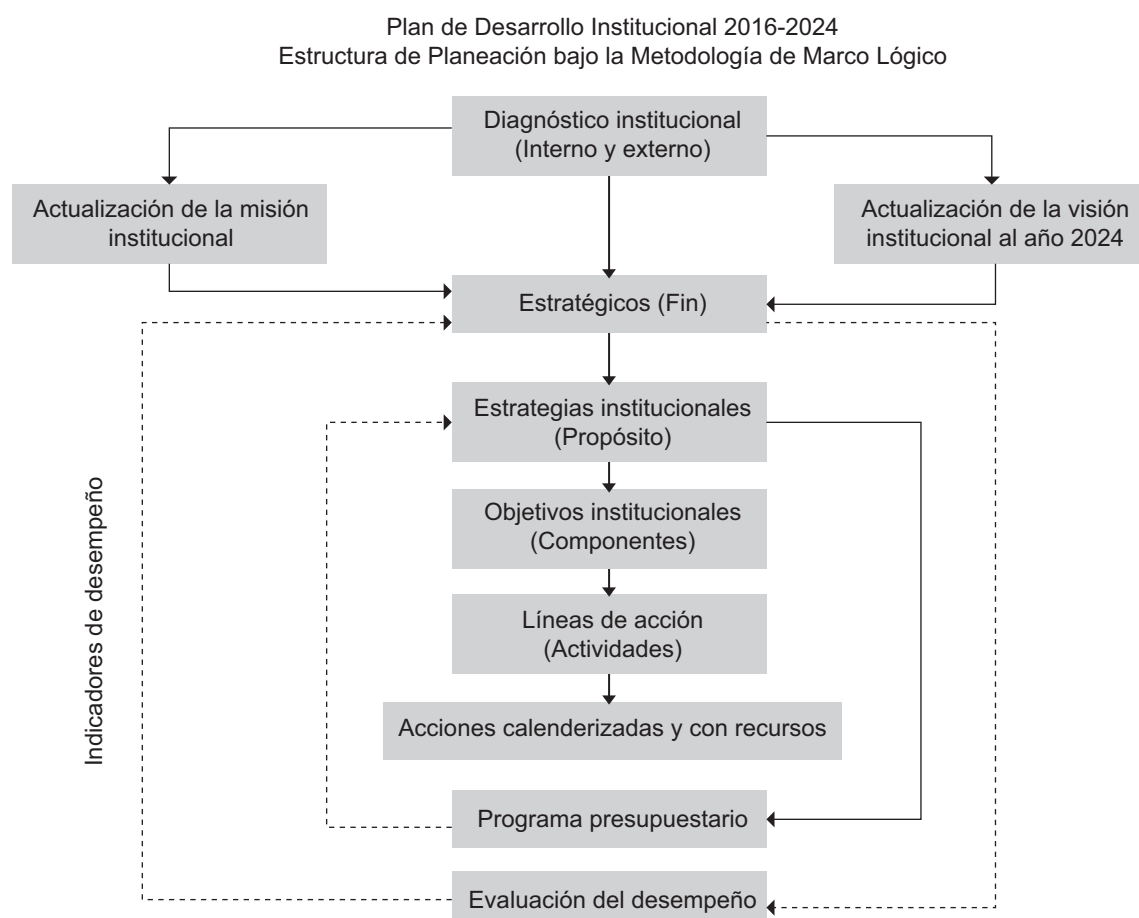 Plan de Desarrollo Institucional 2016-2024
Estructura de Planeación bajo la Metodología de Marco Lógico
Diagnóstico institucional
(Interno y externo)
Actualización de la misión
institucional
Actualización de la visión
institucional al año 2024
Estratégicos (Fin)
Estrategias institucionales
(Propósito)
Objetivos institucionales
(Componentes)
Líneas de acción
(Actividades)
Acciones calenderizadas y con recursos
Indicadores de desempeño
Programa presupuestario
Evaluación del desempeño